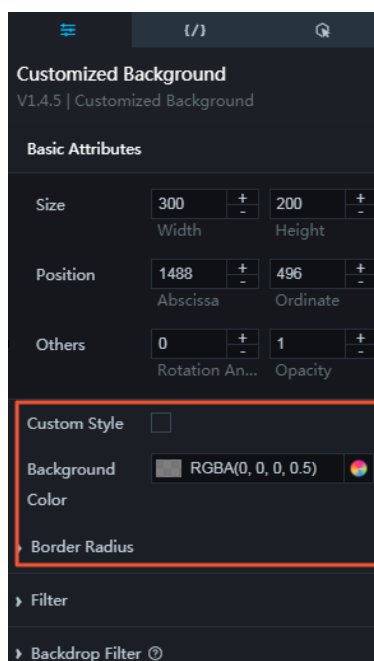 {/}
Customized Background
V1.4.5 | Customized Background
Basic Attributes
Size 300 + - 200 + -
Width Height
Position 1488 + - 496 + -
Abscissa Ordinate
Others 0 + - 1 + -
Rotation An... Opacity
Custom Style
Background RGBA(0, 0, 0, 0.5)
Color
› Border Radius
› Filter
› Backdrop Filter ?